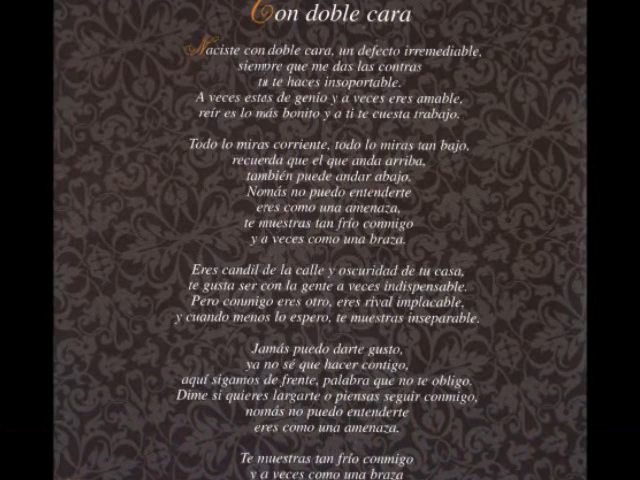 Con doble cara
Naciste con doble cara, un defecto irremediable,
siempre que me das las contras
tu te haces insoportable.
A veces estas de genio y a veces eres amable,
reír es lo más bonito y a ti te cuesta trabajo.
Todo lo miras corriente, todo lo miras tan bajo,
recuerda que el que anda arriba,
también puede andar abajo.
Nomás no puedo entenderte
eres como una amenaza,
te muestras tan frío conmigo
y a veces como una braza.
Eres candil de la calle y oscuridad de tu casa,
te gusta ser con la gente a veces indispensable.
Pero conmigo eres otro, eres rival implacable,
y cuando menos lo espero, te muestras inseparable.
Jamás puedo darte gusto,
ya no sé que hacer contigo,
aquí sigamos de frente, palabra que no te obligo.
Dime si quieres largarte o piensas seguir conmigo,
nomás no puedo entenderte
eres como una amenaza.
Te muestras tan frío conmigo
y a veces como una braza